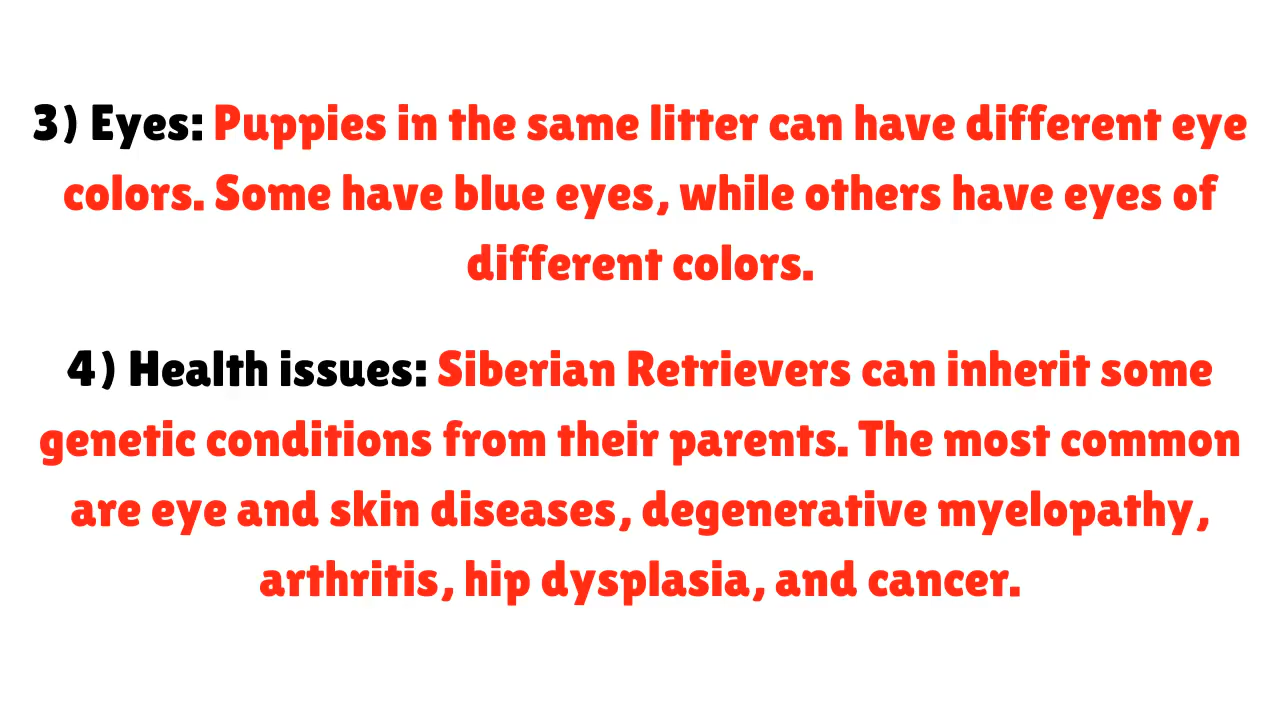 3) Eyes: Puppies in the same litter can have different eye
colors. Some have blue eyes, while others have eyes of
different colors.
4) Health issues: Siberian Retrievers can inherit some
genetic conditions from their parents. The most common
are eye and skin diseases, degenerative myelopathy,
arthritis, hip dysplasia, and cancer.